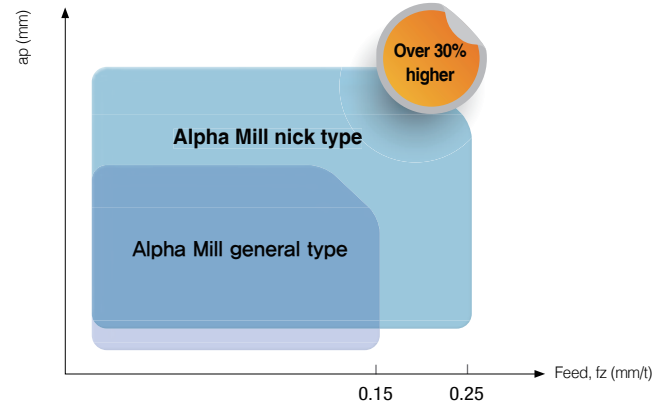 ap (mm)
Over 30%
higher
Alpha Mill nick type
Alpha Mill general type
Feed, fz (mm/t)
0.15
0.25